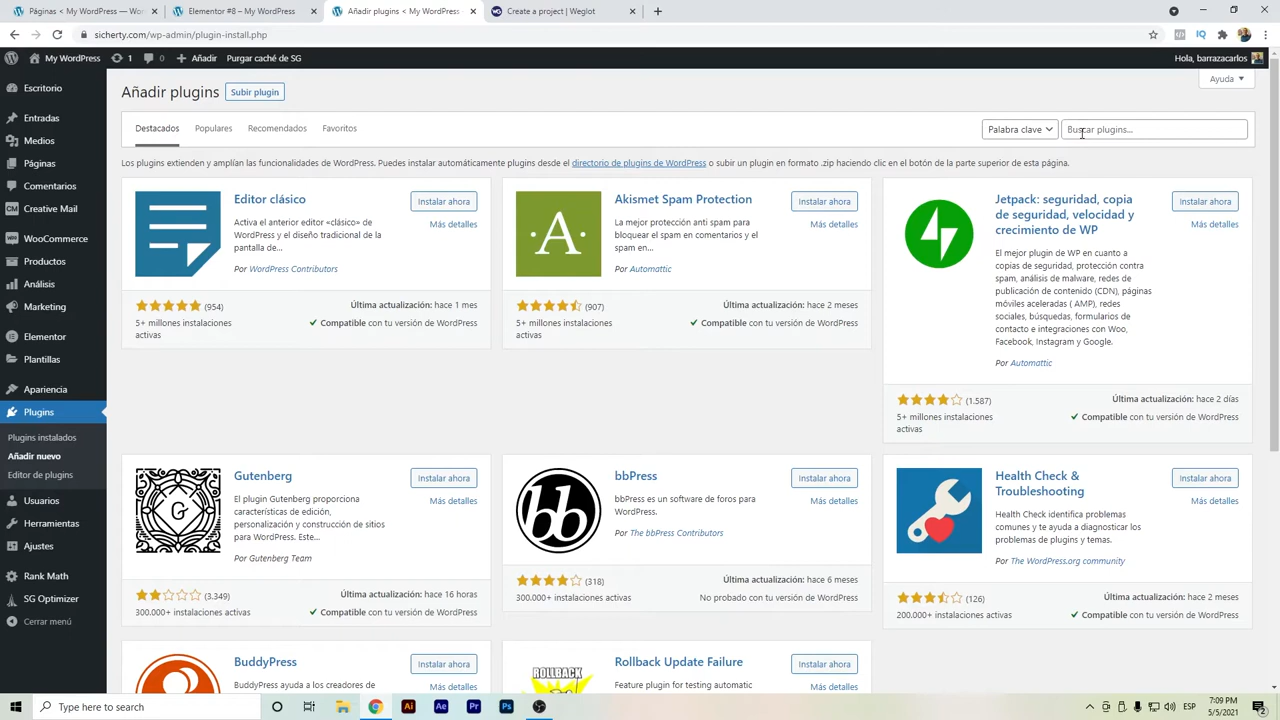 Páginas < My WordPress — Wor
Elementor #8 – My WordPress
Añadir plugins < My WordPress —
Create a project | Weglot
sicherty.com/wp-admin/plugin-install.php
My WordPress
1
0
Añadir
Purgar caché de SG
Hola, barrazacarlos
Escritorio
Entradas
Medios
Páginas
Comentarios
Creative Mail
WooCommerce
Productos
Análisis
Marketing
Elementor
Plantillas
Apariencia
Plugins
Plugins instalados
Añadir nuevo
Editor de plugins
Usuarios
Herramientas
Ajustes
Rank Math
SG Optimizer
Cerrar menú
Ayuda
Añadir plugins
Subir plugin
Destacados
Populares
Recomendados
Favoritos
Palabra clave
Buscar plugins...
Los plugins extienden y amplían las funcionalidades de WordPress. Puedes instalar automáticamente plugins desde el directorio de plugins de WordPress o subir un plugin en formato .zip haciendo clic en el botón de la parte superior de esta página.
Editor clásico
Instalar ahora
Más detalles
Activa el anterior editor «clásico» de
WordPress y el diseño tradicional de la
pantalla de...
Por WordPress Contributors
(954)
5+ millones instalaciones
activas
Última actualización: hace 1 mes
Compatible con tu versión de WordPress
A
Akismet Spam Protection
Instalar ahora
Más detalles
La mejor protección anti spam para
bloquear el spam en comentarios y el
spam en...
Por Automattic
(907)
5+ millones instalaciones
activas
Última actualización: hace 2 meses
Compatible con tu versión de WordPress
Jetpack: seguridad, copia
de seguridad, velocidad y
crecimiento de WP
Instalar ahora
Más detalles
El mejor plugin de WP en cuanto a
copias de seguridad, protección contra
spam, análisis de malware, redes de
publicación de contenido (CDN), páginas
móviles aceleradas ( AMP), redes
sociales, búsquedas, formularios de
contacto e integraciones con Woo,
Facebook, Instagram y Google.
Por Automattic
(1.587)
5+ millones instalaciones
activas
Última actualización: hace 2 días
Compatible con tu versión de WordPress
G
Gutenberg
Instalar ahora
Más detalles
El plugin Gutenberg proporciona
características de edición,
personalización y construcción de sitios
para WordPress. Este...
Por Gutenberg Team
(3.349)
300.000+ instalaciones activas
Última actualización: hace 16 horas
Compatible con tu versión de WordPress
bb
bbPress
Instalar ahora
Más detalles
bbPress es un software de foros para
WordPress.
Por The bbPress Contributors
(318)
300.000+ instalaciones activas
Última actualización: hace 6 meses
No probado con tu versión de WordPress
Health Check &
Troubleshooting
Instalar ahora
Más detalles
Health Check identifica problemas
comunes y te ayuda a diagnosticar los
problemas de plugins y temas.
Por The WordPress.org community
(126)
200.000+ instalaciones activas
Última actualización: hace 2 meses
Compatible con tu versión de WordPress
BuddyPress
Instalar ahora
Más detalles
BuddyPress ayuda a los creadores de
ROLLBACK
Rollback Update Failure
Instalar ahora
Más detalles
Feature plugin for testing automatic
Type here to search
Ai
Ae
Pr
Ps
ESP
7:09 PM
5/5/2021
2